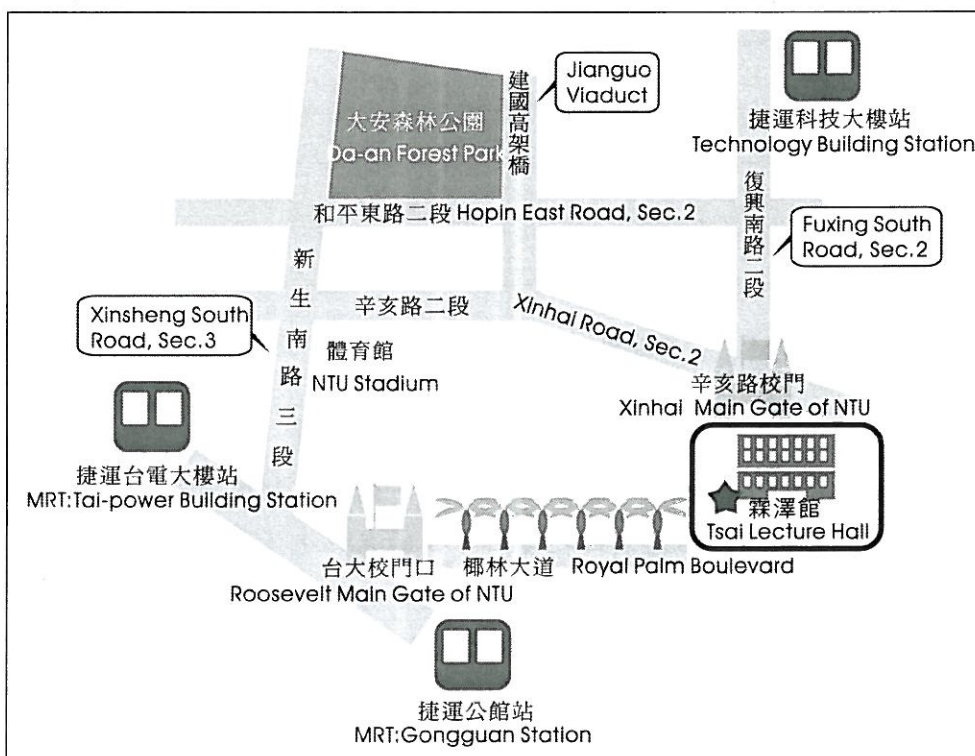 建國高架橋
Jianguo
Viaduct
大安森林公園
Da-an Forest Park
捷運科技大樓站
Technology Building Station
和平東路二段 Hopin East Road, Sec.2
復興南路二段
Fuxing South
Road, Sec.2
新生南路三段
辛亥路二段
Xinhai Road, Sec.2
Xinsheng South
Road, Sec.3
體育館
NTU Stadium
辛亥路校門
Xinhai Main Gate of NTU
捷運台電大樓站
MRT:Tai-power Building Station
霖澤館
Tsai Lecture Hall
台大校門口
Roosevelt Main Gate of NTU
椰林大道 Royal Palm Boulevard
捷運公館站
MRT:Gongguan Station